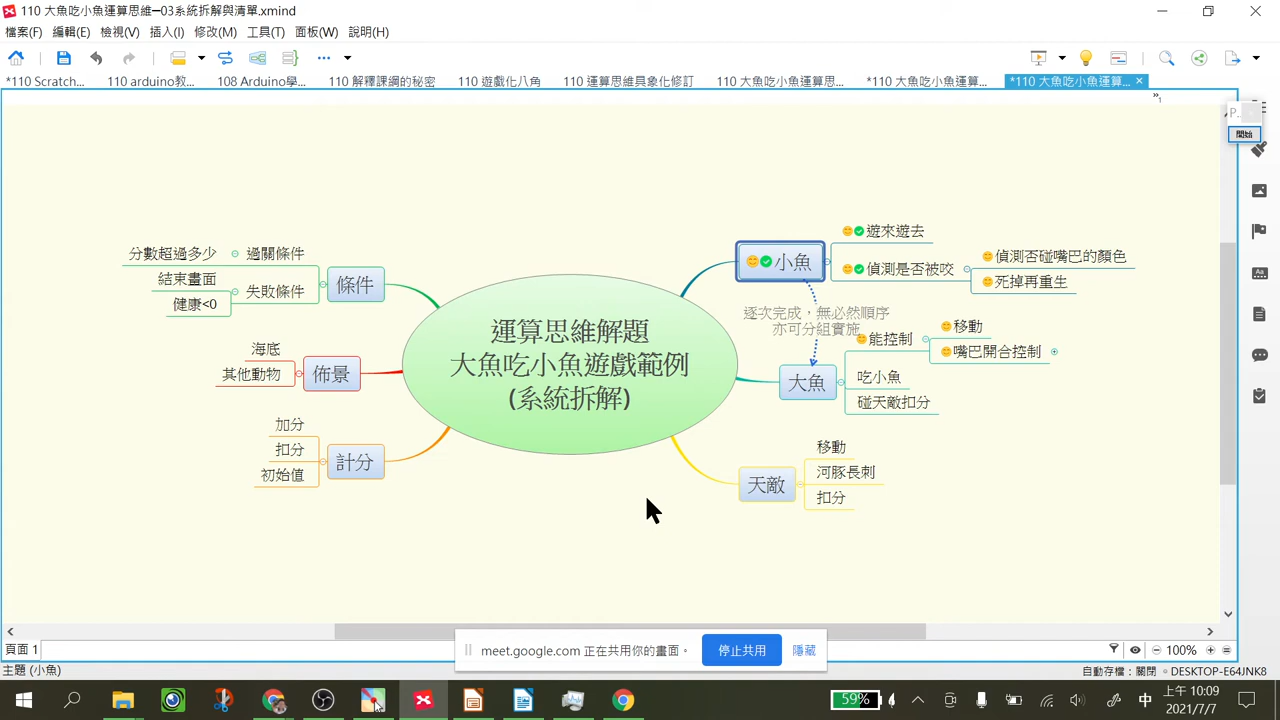 110 大魚吃小魚運算思維—03系統拆解與清單.xmind
檔案(F) 編輯(E) 檢視(V) 插入(I) 修改(M) 工具(T) 面板(W) 說明(H)
*110 Scratch... 110 arduino教... 108 Arduino學... 110 解釋課綱的秘密 110 遊戲化八角 110 運算思維具象化修訂 110 大魚吃小魚運算思... *110 大魚吃小魚運算... *110 大魚吃小魚運算...
P...
開始
分數超過多少
過關條件
結束畫面
健康<0
失敗條件
條件
海底
其他動物
佈景
加分
扣分
初始值
計分
運算思維解題
大魚吃小魚遊戲範例
(系統拆解)
小魚
遊來遊去
偵測是否被咬
偵測否碰嘴巴的顏色
死掉再重生
逐次完成，無必然順序
亦可分組實施
大魚
能控制
移動
嘴巴開合控制
吃小魚
碰天敵扣分
天敵
移動
河豚長刺
扣分
meet.google.com 正在共用你的畫面。 停止共用 隱藏
頁面 1
100%
主題 (小魚)
自動存檔：關閉
DESKTOP-E64JNK8
59%
中
上午 10:09
2021/7/7